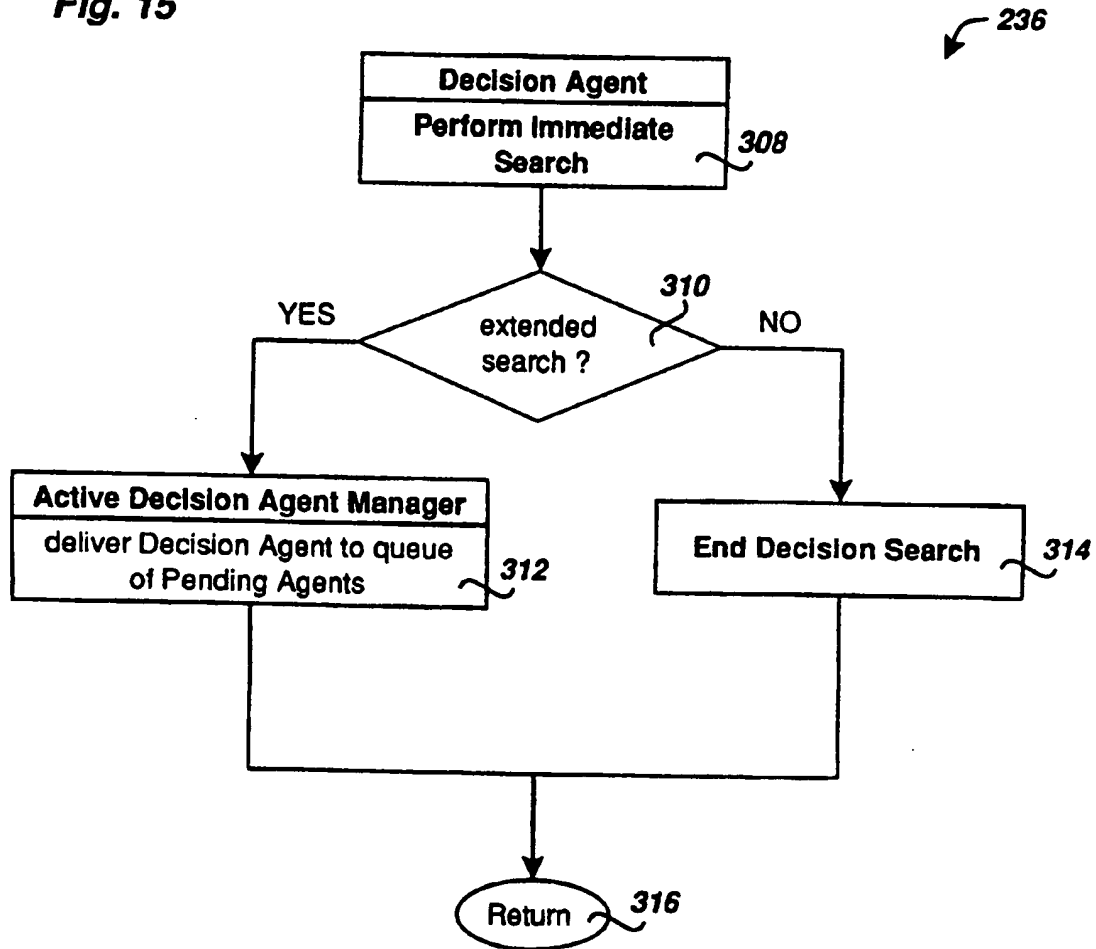 Fig. 15
236
Decision Agent
Perform Immediate
Search
308
310
YES
extended
search ?
NO
Active Decision Agent Manager
deliver Decision Agent to queue
of Pending Agents
312
End Decision Search
314
Return
316